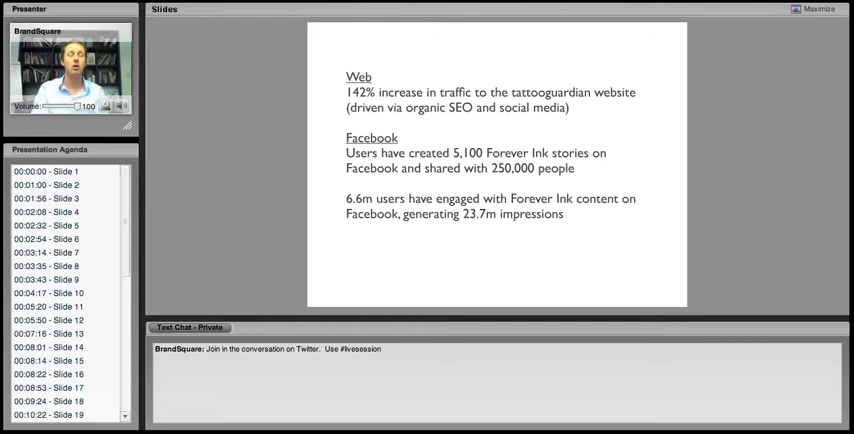 Presenter
BrandSquare
Volume: 100
Presentation Agenda
00:00:00 - Slide 1
00:01:00 - Slide 2
00:01:56 - Slide 3
00:02:08 - Slide 4
00:02:32 - Slide 5
00:02:54 - Slide 6
00:03:14 - Slide 7
00:03:35 - Slide 8
00:03:43 - Slide 9
00:04:17 - Slide 10
00:05:20 - Slide 11
00:05:50 - Slide 12
00:07:16 - Slide 13
00:08:01 - Slide 14
00:08:14 - Slide 15
00:08:22 - Slide 16
00:08:53 - Slide 17
00:09:24 - Slide 18
00:10:22 - Slide 19
Slides
Maximize
Web
142% increase in traffic to the tattooguardian website
(driven via organic SEO and social media)
Facebook
Users have created 5,100 Forever Ink stories on
Facebook and shared with 250,000 people
6.6m users have engaged with Forever Ink content on
Facebook, generating 23.7m impressions
Text Chat - Private
BrandSquare: Join in the conversation on Twitter. Use #livesession